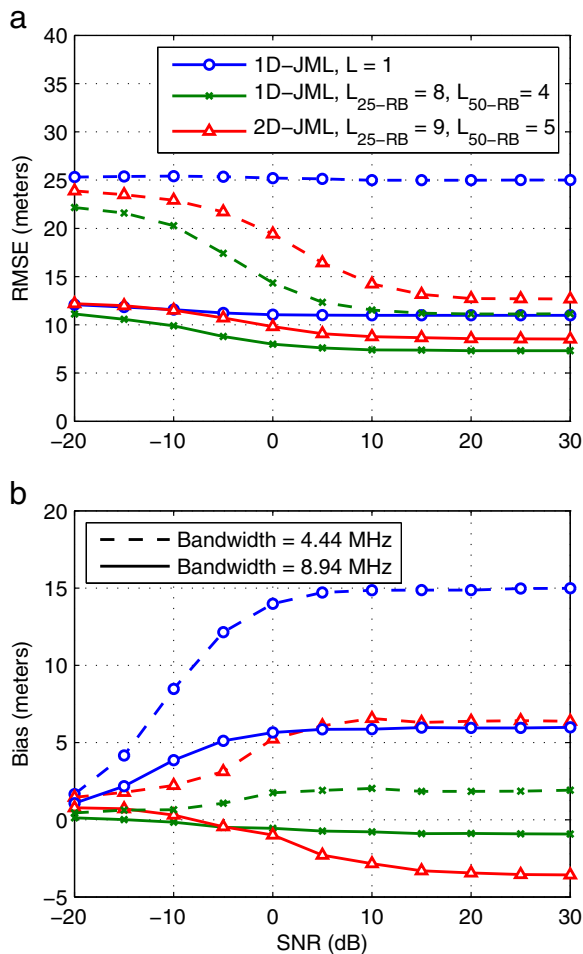 a
40
35
30
25
20
15
10
5
0
RMSE (meters)
1D-JML, L = 1
1D-JML, L25-RB = 8, L50-RB = 4
2D-JML, L25-RB = 9, L50-RB = 5
−20 −10 0 10 20 30
b
20
15
10
5
0
−5
Bias (meters)
Bandwidth = 4.44 MHz
Bandwidth = 8.94 MHz
−20 −10 0 10 20 30
SNR (dB)